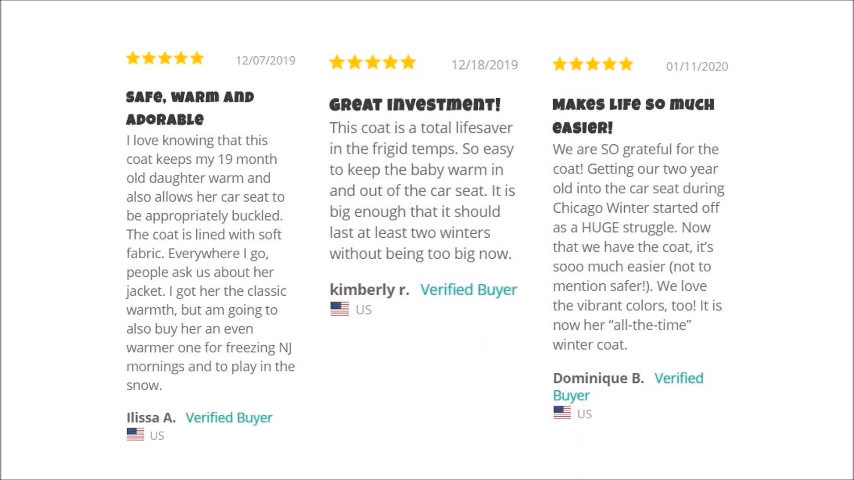 12/07/2019
Safe, warm and
adorable
I love knowing that this
coat keeps my 19 month
old daughter warm and
also allows her car seat to
be appropriately buckled.
The coat is lined with soft
fabric. Everywhere I go,
people ask us about her
jacket. I got her the classic
warmth, but am going to
also buy her an even
warmer one for freezing NJ
mornings and to play in the
snow.
Ilissa A. Verified Buyer
US
12/18/2019
Great Investment!
This coat is a total lifesaver
in the frigid temps. So easy
to keep the baby warm in
and out of the car seat. It is
big enough that it should
last at least two winters
without being too big now.
kimberly r. Verified Buyer
US
01/11/2020
Makes life so much
easier!
We are SO grateful for the
coat! Getting our two year
old into the car seat during
Chicago Winter started off
as a HUGE struggle. Now
that we have the coat, it’s
sooo much easier (not to
mention safer!). We love
the vibrant colors, too! It is
now her “all-the-time”
winter coat.
Dominique B. Verified
Buyer
US